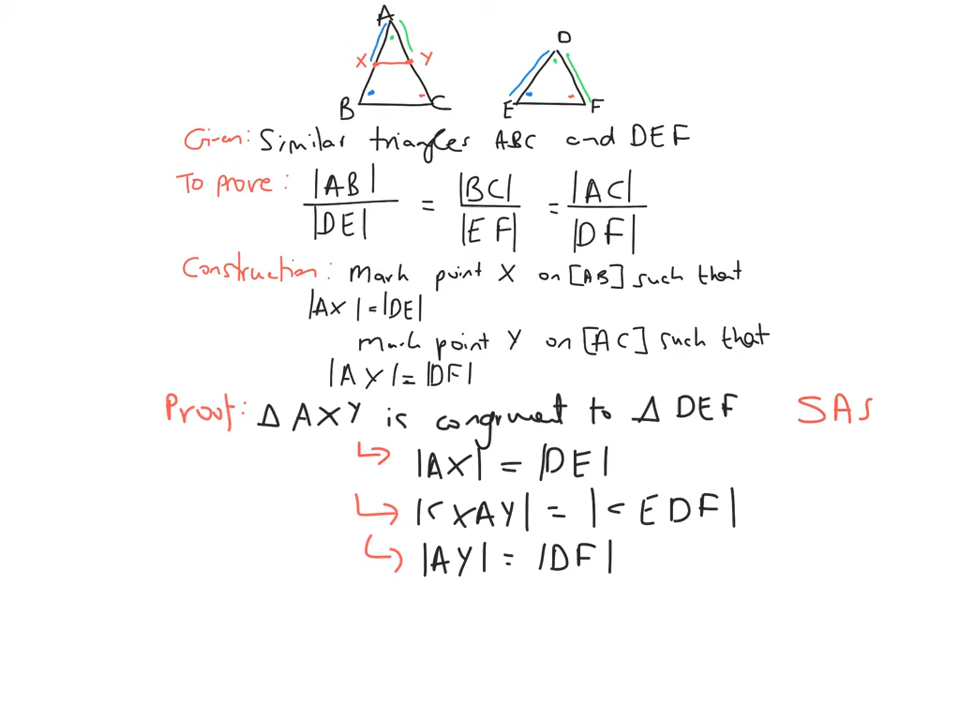 A
D
X Y
B C
E F
Given: Similar triangles ABC and DEF
To prove: |AB| / |DE| = |BC| / |EF| = |AC| / |DF|
Construction: Mark point X on [AB] such that
|AX| = |DE|
Mark point Y on [AC] such that
|AY| = |DF|
Proof: Δ AXY is congruent to Δ DEF SAS
↳ |AX| = |DE|
↳ |< XAY| = |< EDF|
↳ |AY| = |DF|